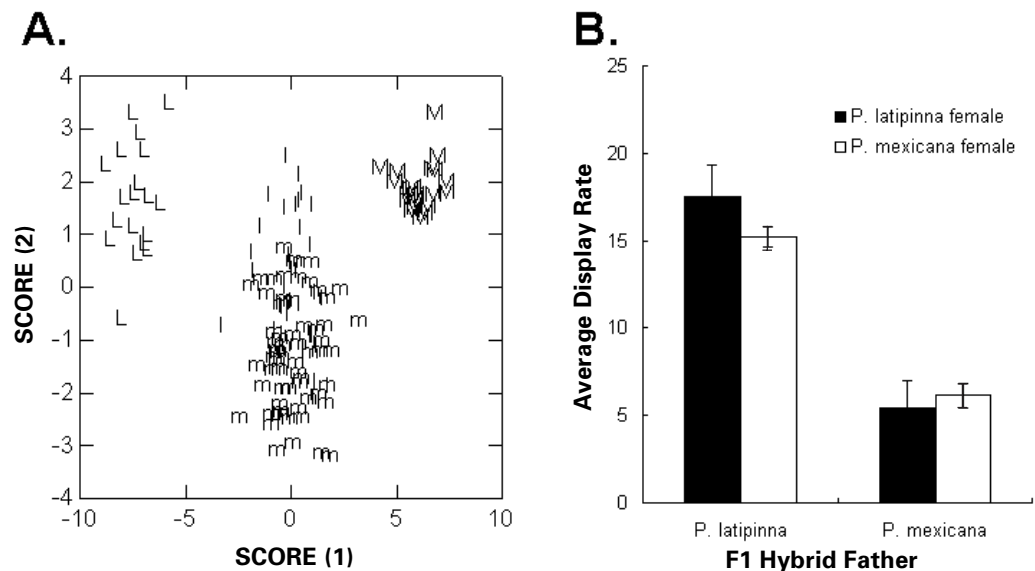 A.
4
3
2
1
0
-1
-2
-3
-4
SCORE (2)
-10
-5
0
5
10
SCORE (1)
B.
25
20
15
10
5
0
Average Display Rate
P. latipinna female
P. mexicana female
P. latipinna
P. mexicana
F1 Hybrid Father